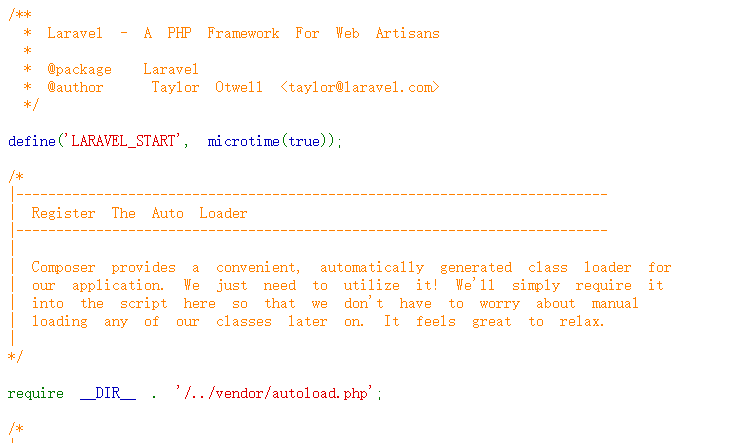 /**
 * Laravel - A PHP Framework For Web Artisans
 *
 * @package Laravel
 * @author Taylor Otwell <taylor@laravel.com>
 */
define('LARAVEL_START', microtime(true));
/*
|--------------------------------------------------------------------------
| Register The Auto Loader
|--------------------------------------------------------------------------
|
| Composer provides a convenient, automatically generated class loader for
| our application. We just need to utilize it! We'll simply require it
| into the script here so that we don't have to worry about manual
| loading any of our classes later on. It feels great to relax.
|
*/
require __DIR__ . '/../vendor/autoload.php';
/*